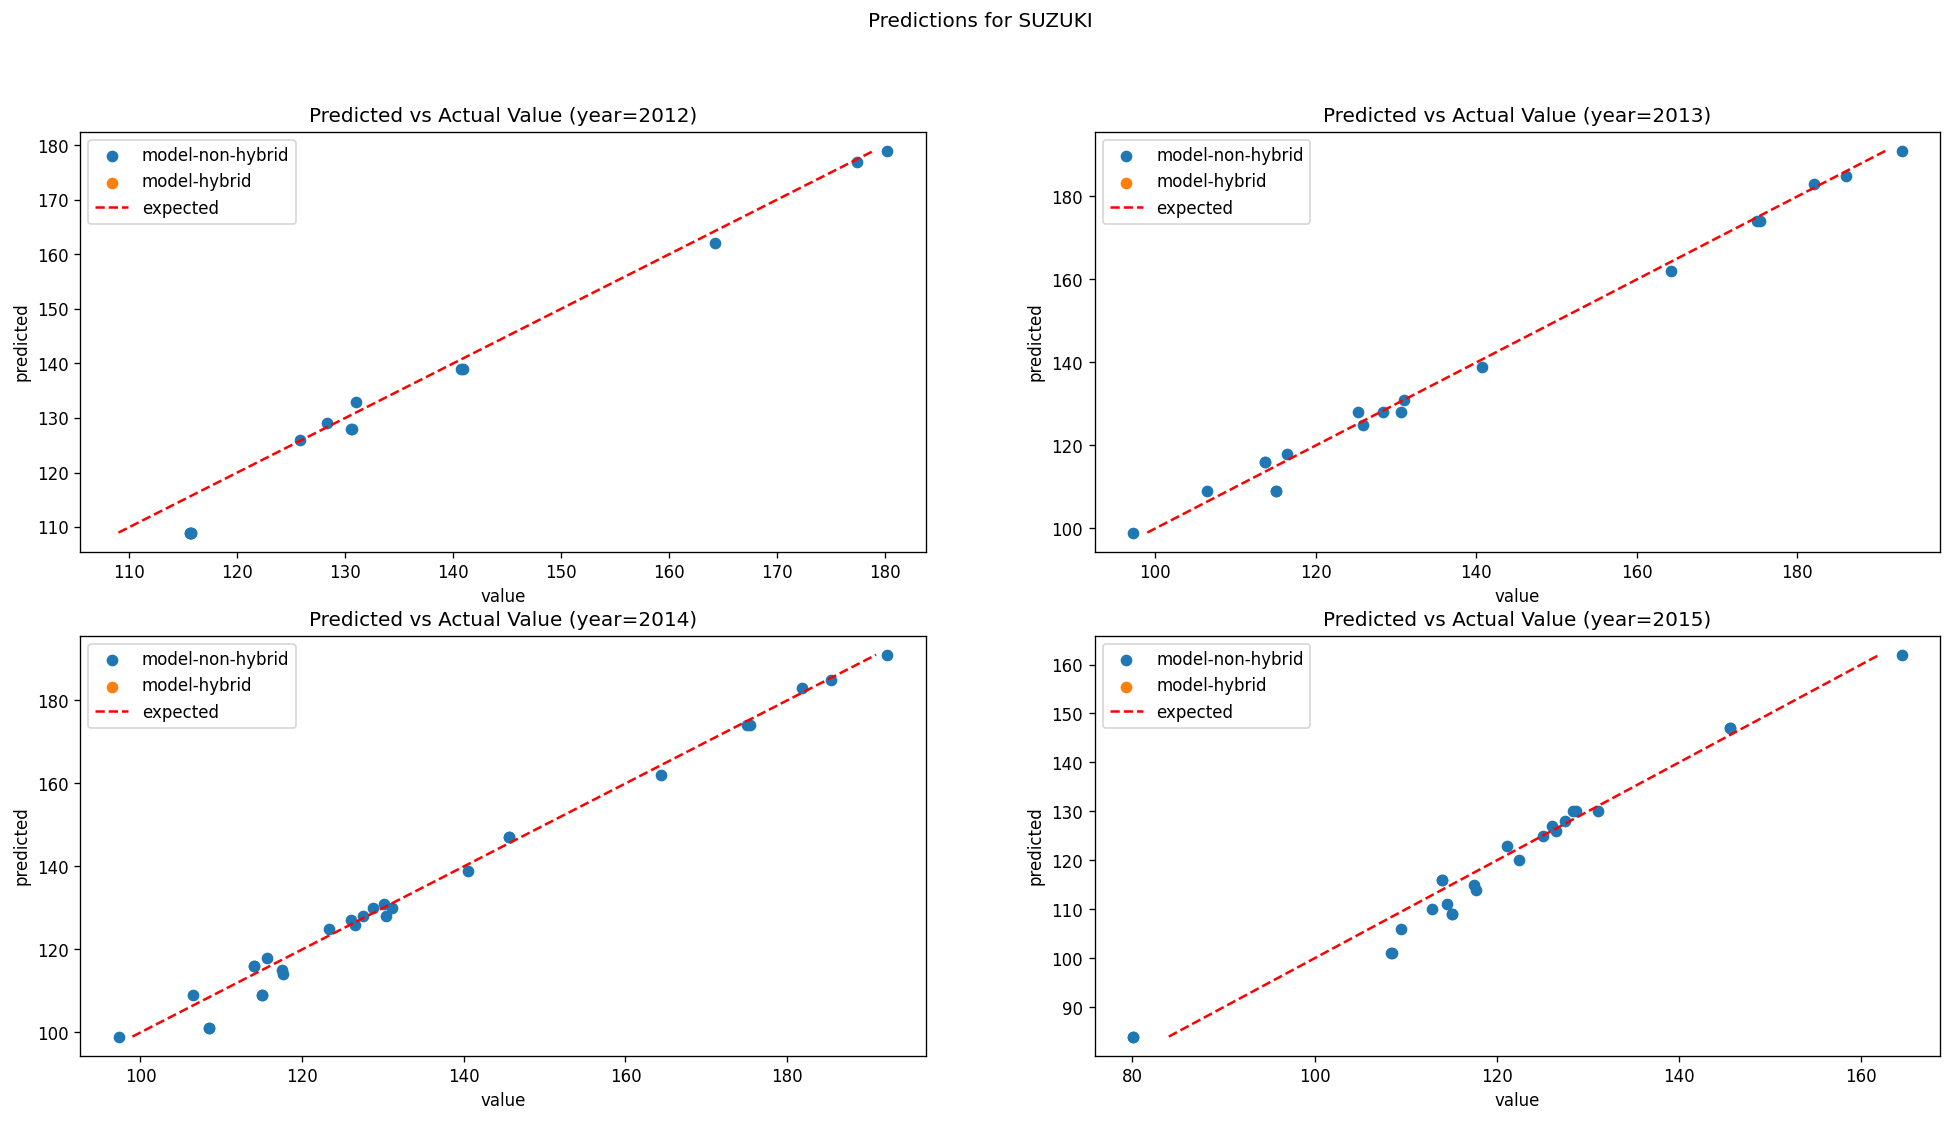 Predictions for SUZUKI
Predicted vs Actual Value (year=2012)
model-non-hybrid
model-hybrid
expected
180
170
160
150
140
130
120
110
predicted
110 120 130 140 150 160 170 180
value
Predicted vs Actual Value (year=2013)
model-non-hybrid
model-hybrid
expected
180
160
140
120
100
predicted
100 120 140 160 180
value
Predicted vs Actual Value (year=2014)
model-non-hybrid
model-hybrid
expected
180
160
140
120
100
predicted
100 120 140 160 180
value
Predicted vs Actual Value (year=2015)
model-non-hybrid
model-hybrid
expected
160
150
140
130
120
110
100
90
predicted
80 100 120 140 160
value